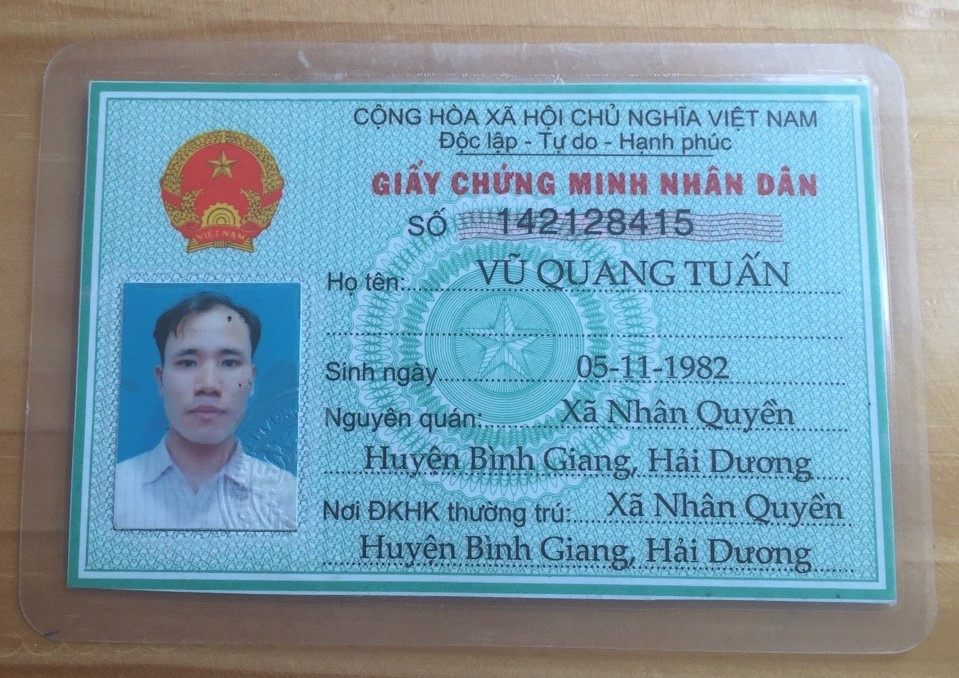 CỘNG HÒA XÃ HỘI CHỦ NGHĨA VIỆT NAM
Độc lập - Tự do - Hạnh phúc
GIẤY CHỨNG MINH NHÂN DÂN
SỐ 142128415
VIỆT NAM
Họ tên: VŨ QUANG TUẤN
Sinh ngày 05-11-1982
Nguyên quán: Xã Nhân Quyền
Huyện Bình Giang, Hải Dương
Nơi ĐKHK thường trú: Xã Nhân Quyền
Huyện Bình Giang, Hải Dương